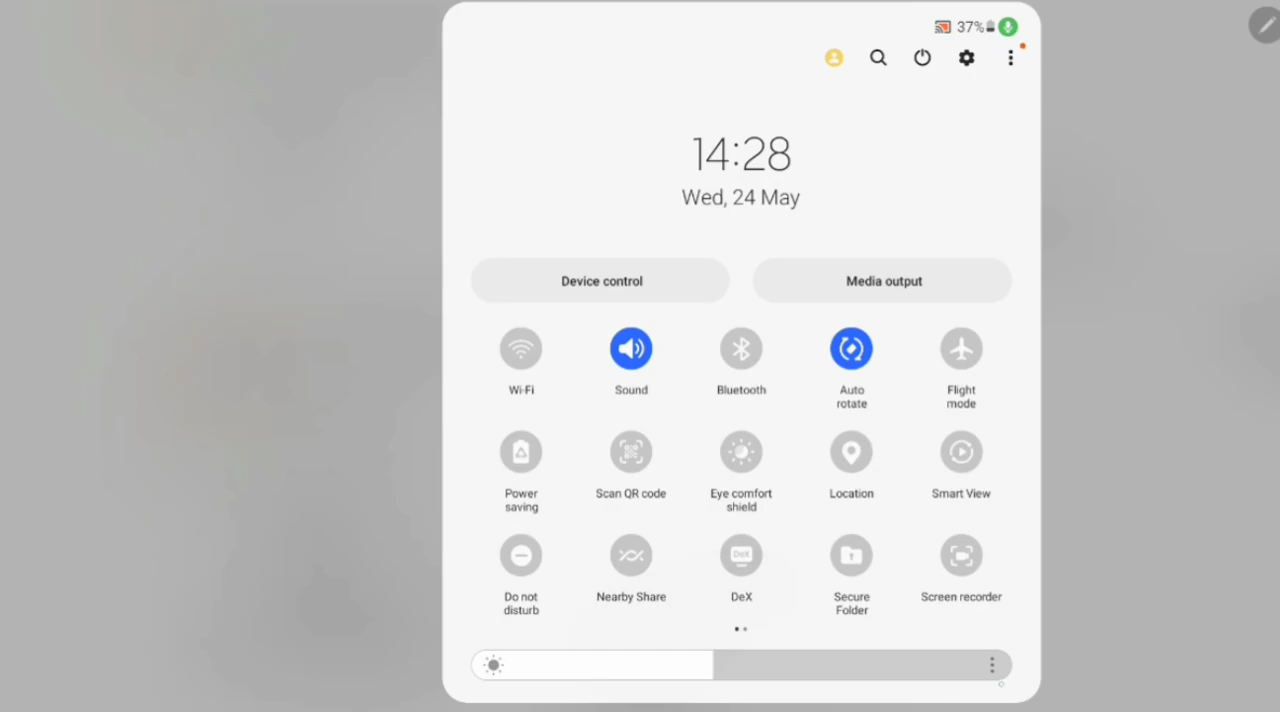 37%
14:28
Wed, 24 May
Device control
Media output
Wi-Fi
Sound
Bluetooth
Auto
rotate
Flight
mode
Power
saving
Scan QR code
Eye comfort
shield
Location
Smart View
DeX
Do not
disturb
Nearby Share
DeX
Secure
Folder
Screen recorder